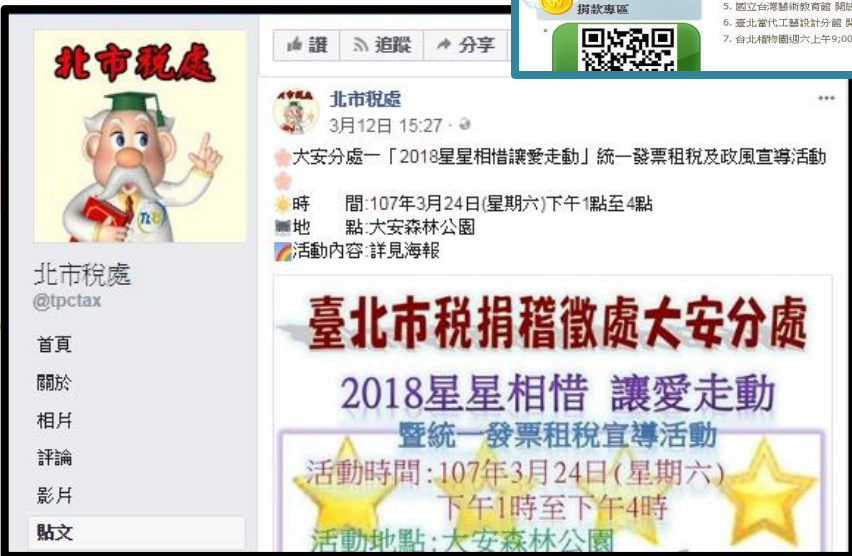 捐款專區
5. 國立台灣藝術教育館 開放
6. 臺北當代工藝設計分館 開
7. 台北植物園週六上午9;00
北市稅處
讚 追蹤 分享
北市稅處
3月12日 15:27
大安分處—「2018星星相惜讓愛走動」統一發票租稅及政風宣導活動
時 間:107年3月24日(星期六)下午1點至4點
地 點:大安森林公園
活動內容:詳見海報
北市稅處
@tpctax
首頁
關於
相片
評論
影片
貼文
臺北市稅捐稽徵處大安分處
2018星星相惜 讓愛走動
暨統一發票租稅宣導活動
活動時間:107年3月24日(星期六)
下午1時至下午4時
活動地點:大安森林公園